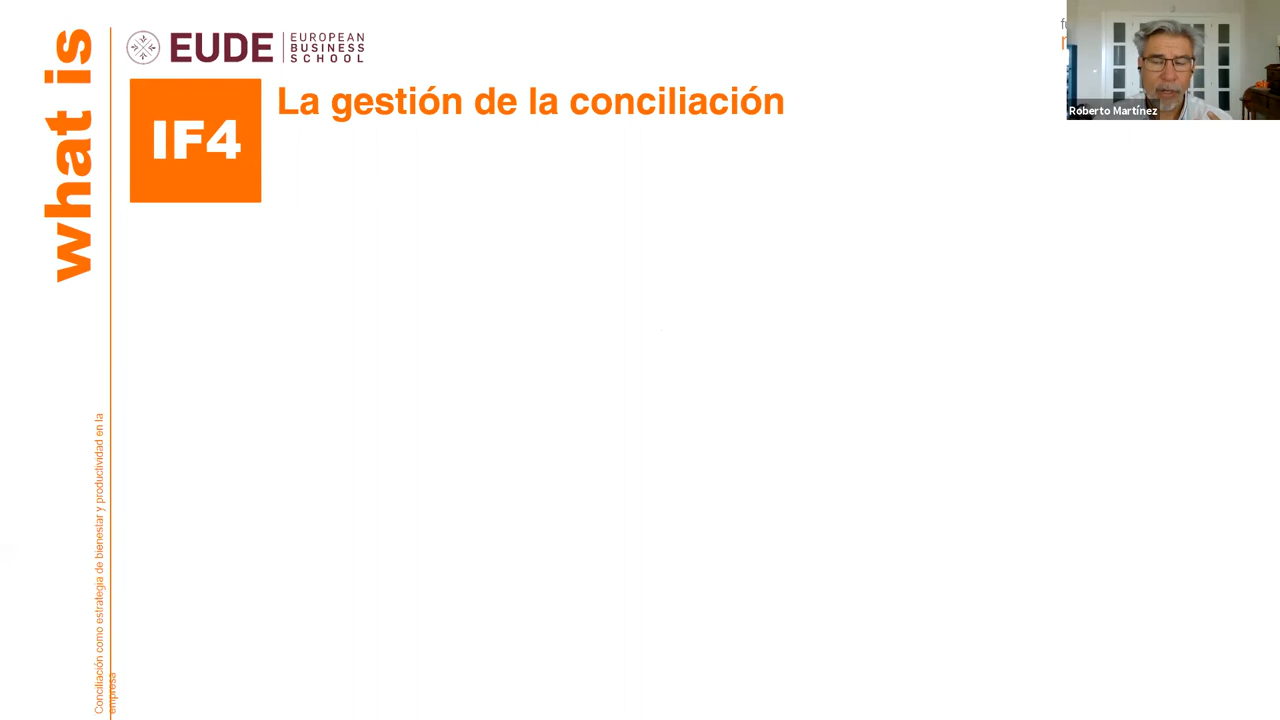 what is
EUDE
EUROPEAN
BUSINESS
SCHOOL
IF4
La gestión de la conciliación
Roberto Martínez
Conciliación como estrategia de bienestar y productividad en la
empresa